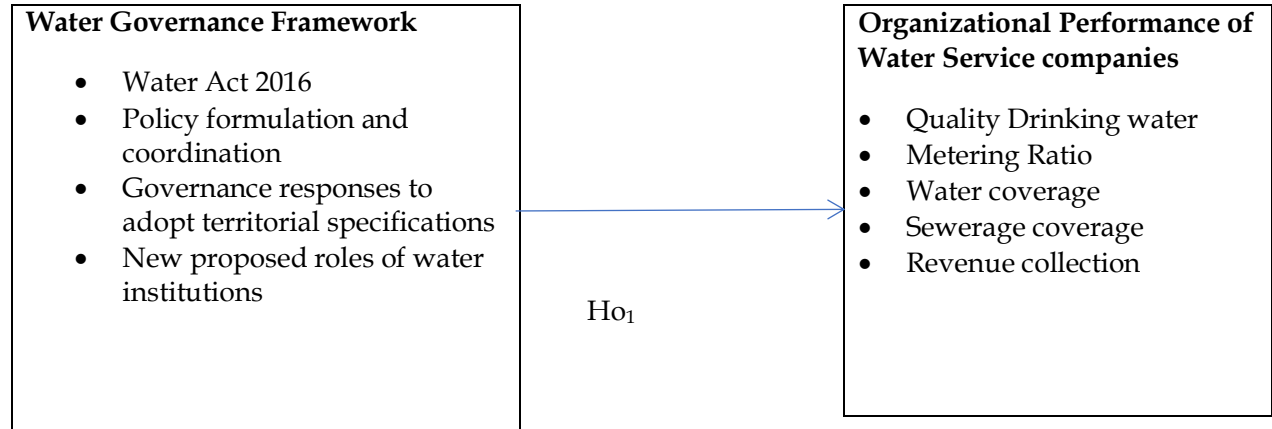 Water Governance Framework
• Water Act 2016
• Policy formulation and
coordination
• Governance responses to
adopt territorial specifications
• New proposed roles of water
institutions
Ho₁
Organizational Performance of
Water Service companies
• Quality Drinking water
• Metering Ratio
• Water coverage
• Sewerage coverage
• Revenue collection